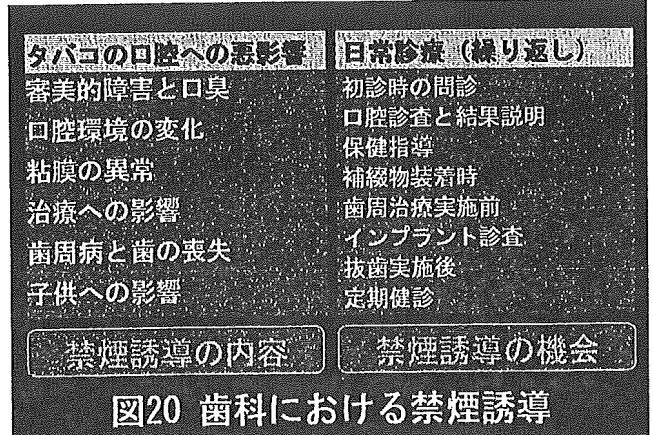 タバコの口腔への悪影響
審美的障害と口臭
口腔環境の変化
粘膜の異常
治療への影響
歯周病と歯の喪失
子供への影響
禁煙誘導の内容
日常診療（繰り返し）
初診時の問診
口腔診査と結果説明
保健指導
補綴物装着時
歯周治療実施前
インプラント診査
抜歯実施後
定期健診
禁煙誘導の機会
図20 歯科における禁煙誘導